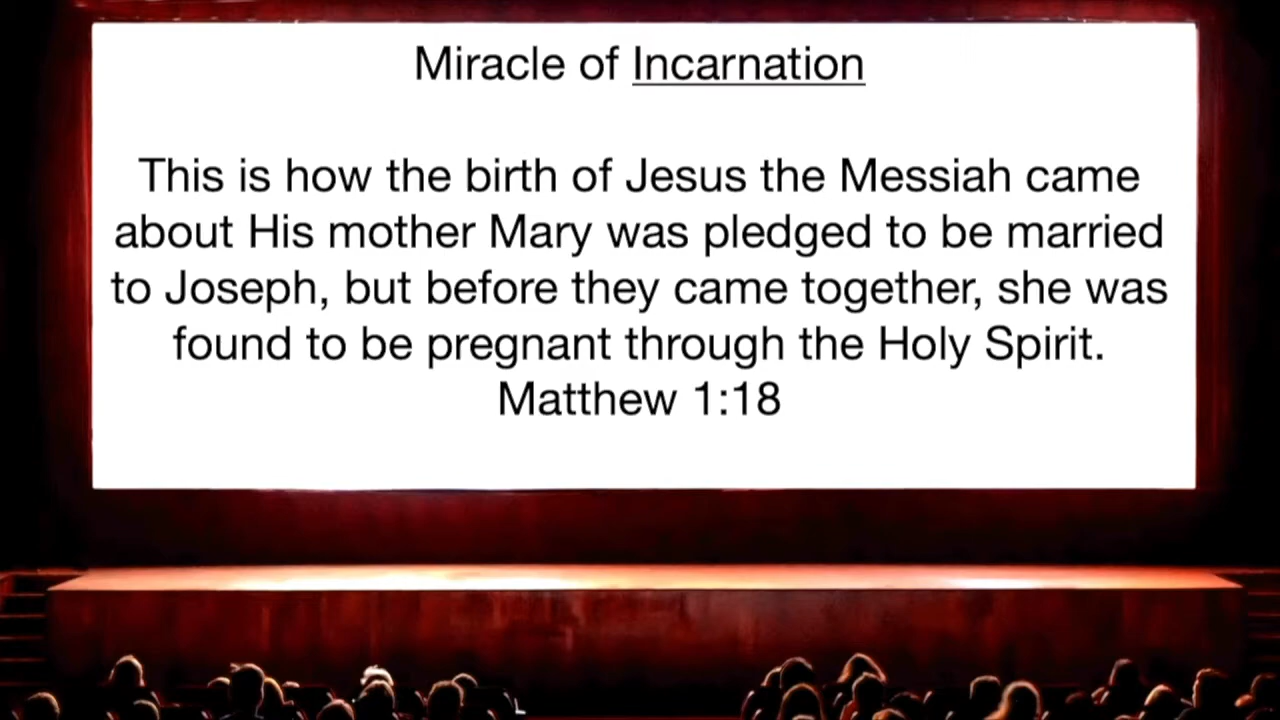 Miracle of Incarnation
This is how the birth of Jesus the Messiah came
about His mother Mary was pledged to be married
to Joseph, but before they came together, she was
found to be pregnant through the Holy Spirit.
Matthew 1:18